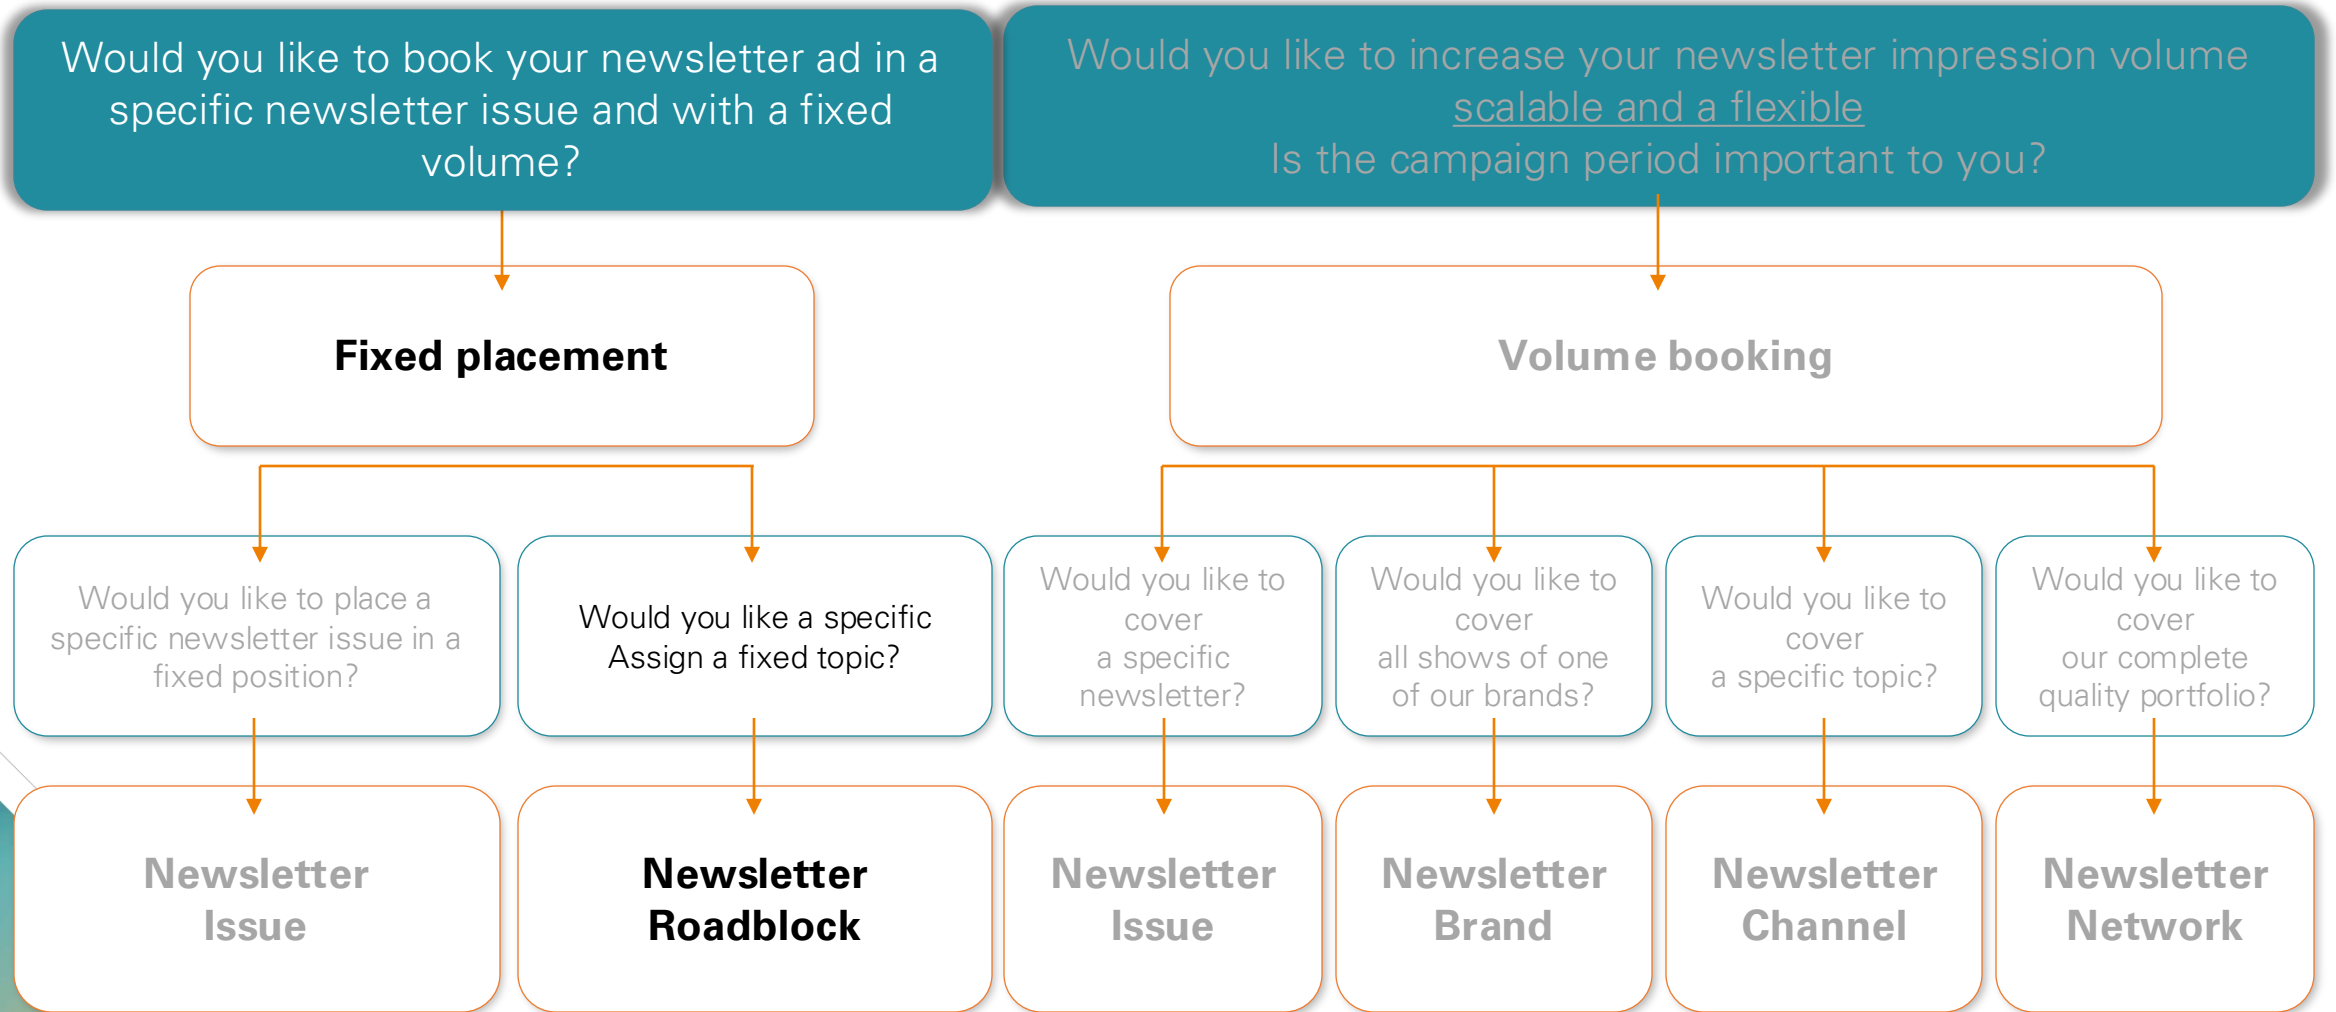 Would you like to book your newsletter ad in a
specific newsletter issue and with a fixed
volume?
Would you like to increase your newsletter impression volume
scalable and a flexible
Is the campaign period important to you?
Fixed placement
Volume booking
Would you like to place a
specific newsletter issue in a
fixed position?
Would you like a specific
Assign a fixed topic?
Would you like to
cover
a specific
newsletter?
Would you like to
cover
all shows of one
of our brands?
Would you like to
cover
a specific topic?
Would you like to
cover
our complete
quality portfolio?
Newsletter
Issue
Newsletter
Roadblock
Newsletter
Issue
Newsletter
Brand
Newsletter
Channel
Newsletter
Network